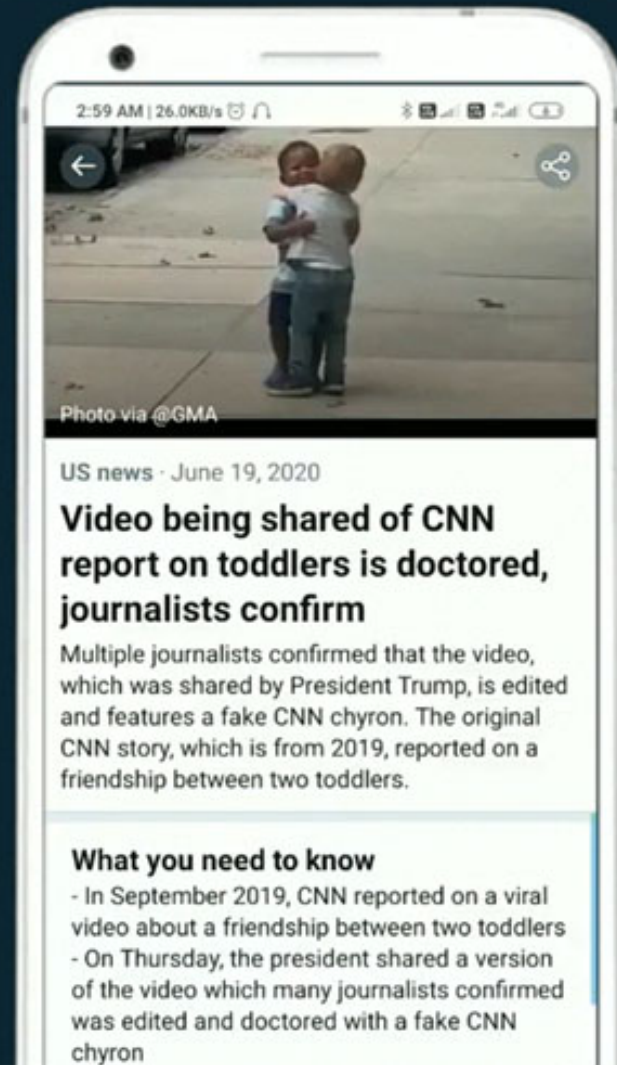 2:59 AM | 26.0KB/s
Photo via @GMA
US news · June 19, 2020
Video being shared of CNN
report on toddlers is doctored,
journalists confirm
Multiple journalists confirmed that the video,
which was shared by President Trump, is edited
and features a fake CNN chyron. The original
CNN story, which is from 2019, reported on a
friendship between two toddlers.
What you need to know
- In September 2019, CNN reported on a viral
video about a friendship between two toddlers
- On Thursday, the president shared a version
of the video which many journalists confirmed
was edited and doctored with a fake CNN
chyron